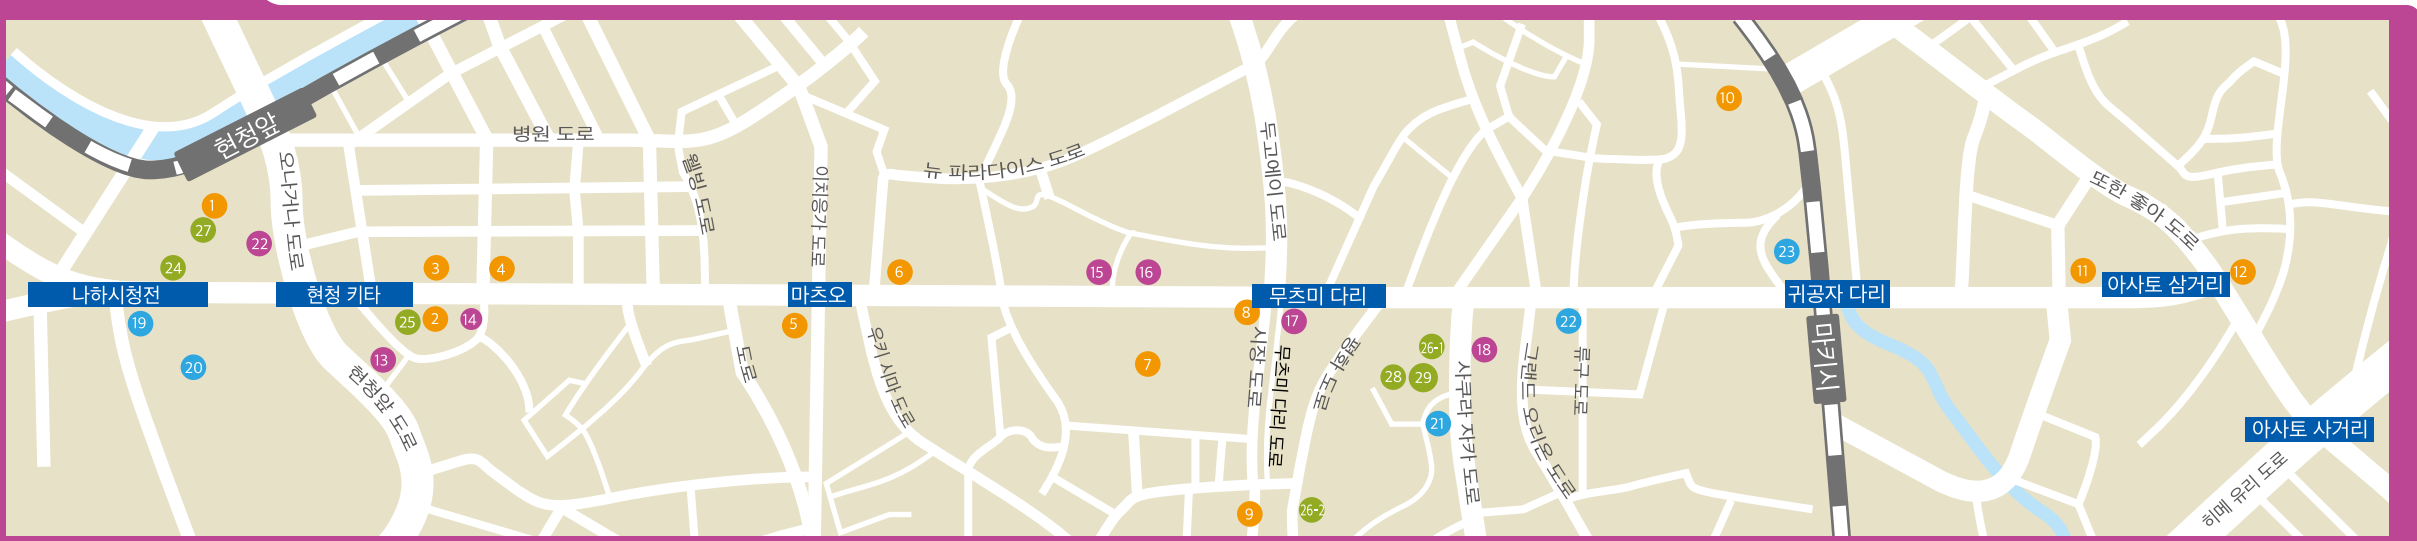 현청앞
병원 도로
오나가나 도로
웰빙 도로
이치응가 도로
뉴 파라다이스 도로
두고에이 도로
또한 좋아 도로
10
1
27
22
24
3
4
6
15
16
23
11
12
나하시청전
현청 키타
마츠오
무츠미 다리
귀공자 다리
아사토 삼거리
19
25
2
14
5
8
17
22
20
13
7
26-1
18
28
29
21
현청앞 도로
도로
우키 시마 도로
시장 도로
무츠미 다리 도로
평화 도로
사쿠라 자카 도로
그랜드 오리온 도로
류구 도로
마키시
아사토 사거리
히메 유리 도로
9
26-2